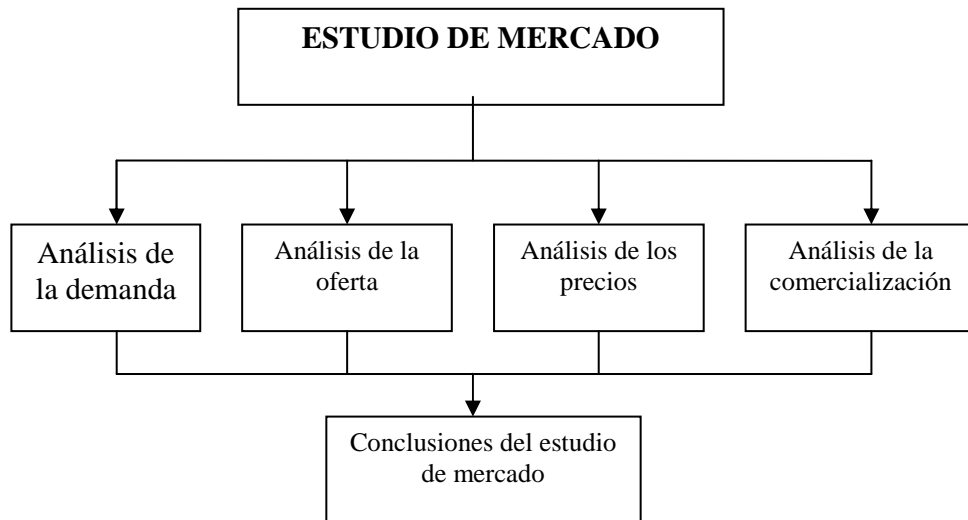 ESTUDIO DE MERCADO
Análisis de
la demanda
Análisis de la
oferta
Análisis de los
precios
Análisis de la
comercialización
Conclusiones del estudio
de mercado